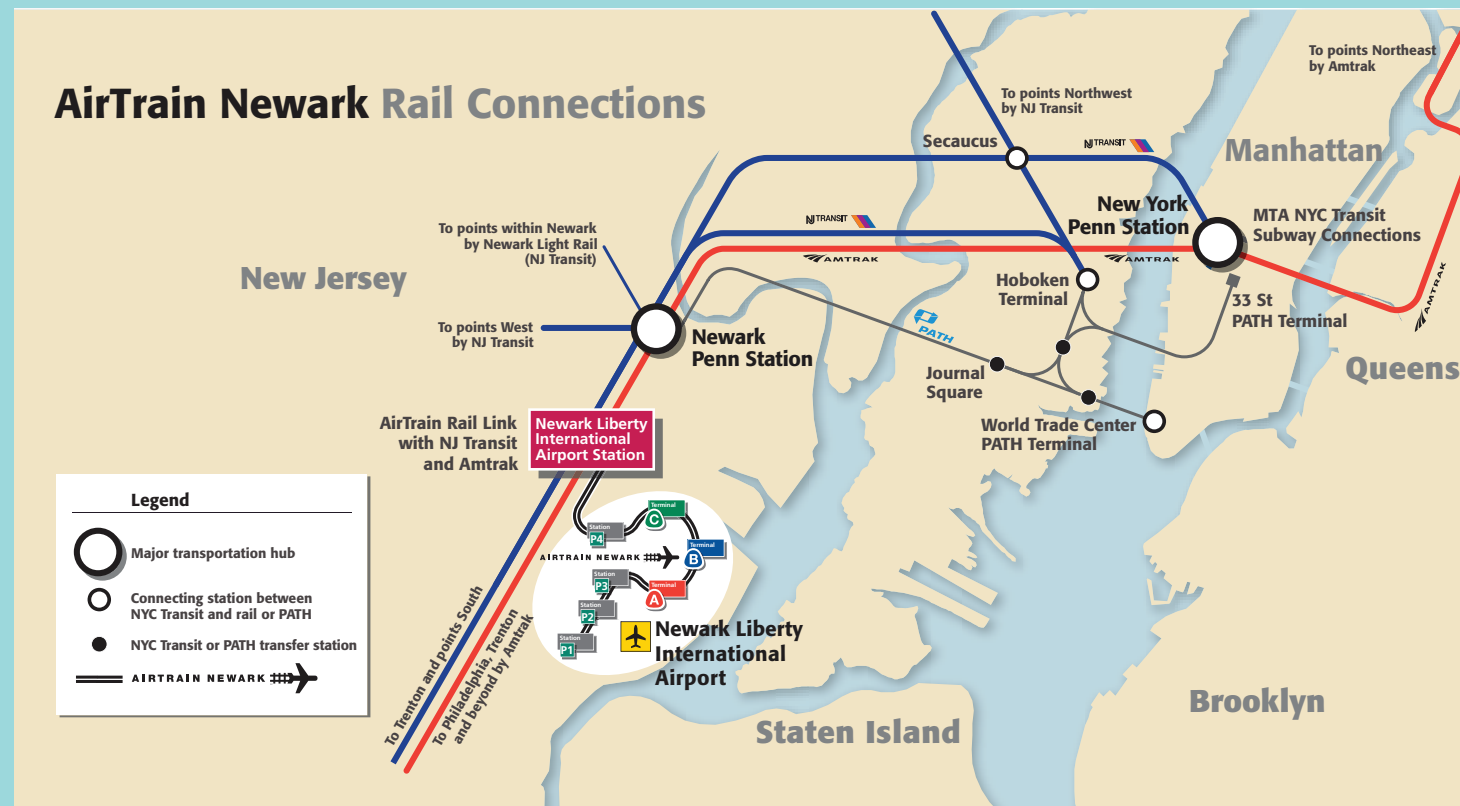 AirTrain Newark Rail Connections
To points Northeast
by Amtrak
To points Northwest
by NJ Transit
Secaucus
NJ TRANSIT
Manhattan
New York
Penn Station
MTA NYC Transit
Subway Connections
To points within Newark
by Newark Light Rail
(NJ Transit)
NJ TRANSIT
AMTRAK
AMTRAK
AMTRAK
New Jersey
Hoboken
Terminal
33 St
PATH Terminal
To points West
by NJ Transit
Newark
Penn Station
PATH
Journal
Square
Queens
World Trade Center
PATH Terminal
AirTrain Rail Link
with NJ Transit
and Amtrak
Newark Liberty
International
Airport Station
Legend
Major transportation hub
Connecting station between
NYC Transit and rail or PATH
NYC Transit or PATH transfer station
AIRTRAIN NEWARK
Terminal
C
Station
P4
Terminal
B
AIRTRAIN NEWARK
Station
P3
Terminal
A
Station
P2
Station
P1
Newark Liberty
International
Airport
To Trenton and points South
To Philadelphia, Trenton
and beyond by Amtrak
Staten Island
Brooklyn